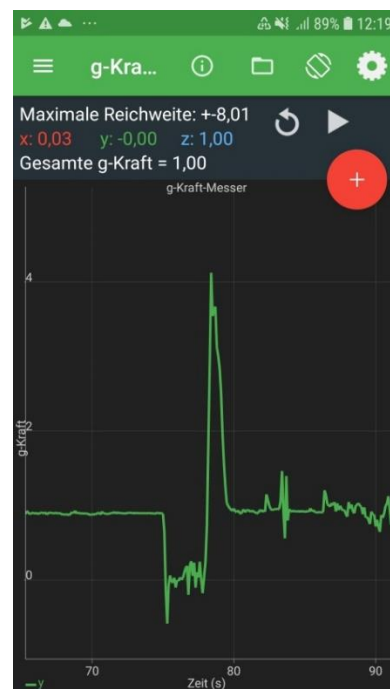 ... 89% 12:19
g-Kra...
Maximale Reichweite: +-8,01
x: 0,03 y: -0,00 z: 1,00
Gesamte g-Kraft = 1,00
+
g-Kraft-Messer
4
2
g-Kraft
0
70 80 90
y Zeit (s)